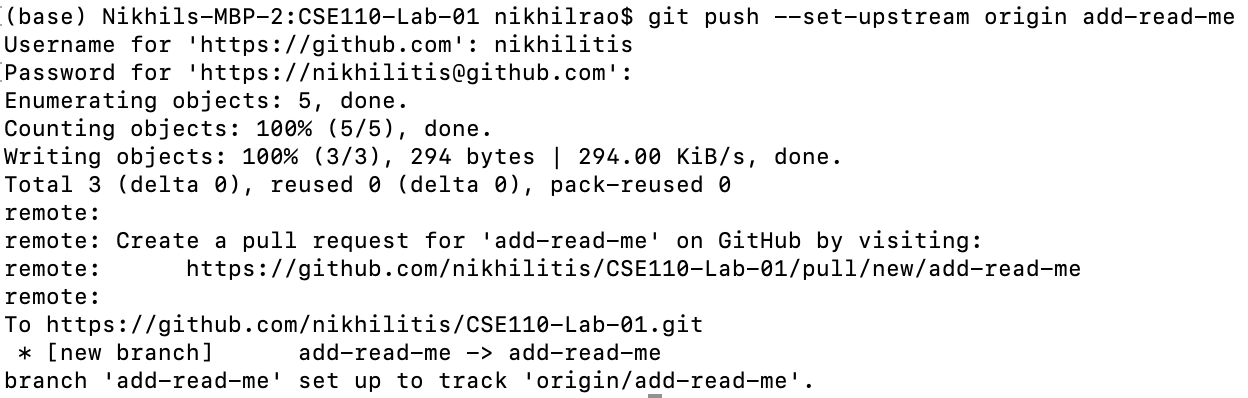 (base) Nikhils-MBP-2:CSE110-Lab-01 nikhilrao$ git push --set-upstream origin add-read-me
Username for 'https://github.com': nikhilitis
Password for 'https://nikhilitis@github.com':
Enumerating objects: 5, done.
Counting objects: 100% (5/5), done.
Writing objects: 100% (3/3), 294 bytes | 294.00 KiB/s, done.
Total 3 (delta 0), reused 0 (delta 0), pack-reused 0
remote:
remote: Create a pull request for 'add-read-me' on GitHub by visiting:
remote:      https://github.com/nikhilitis/CSE110-Lab-01/pull/new/add-read-me
remote:
To https://github.com/nikhilitis/CSE110-Lab-01.git
 * [new branch]      add-read-me -> add-read-me
branch 'add-read-me' set up to track 'origin/add-read-me'.